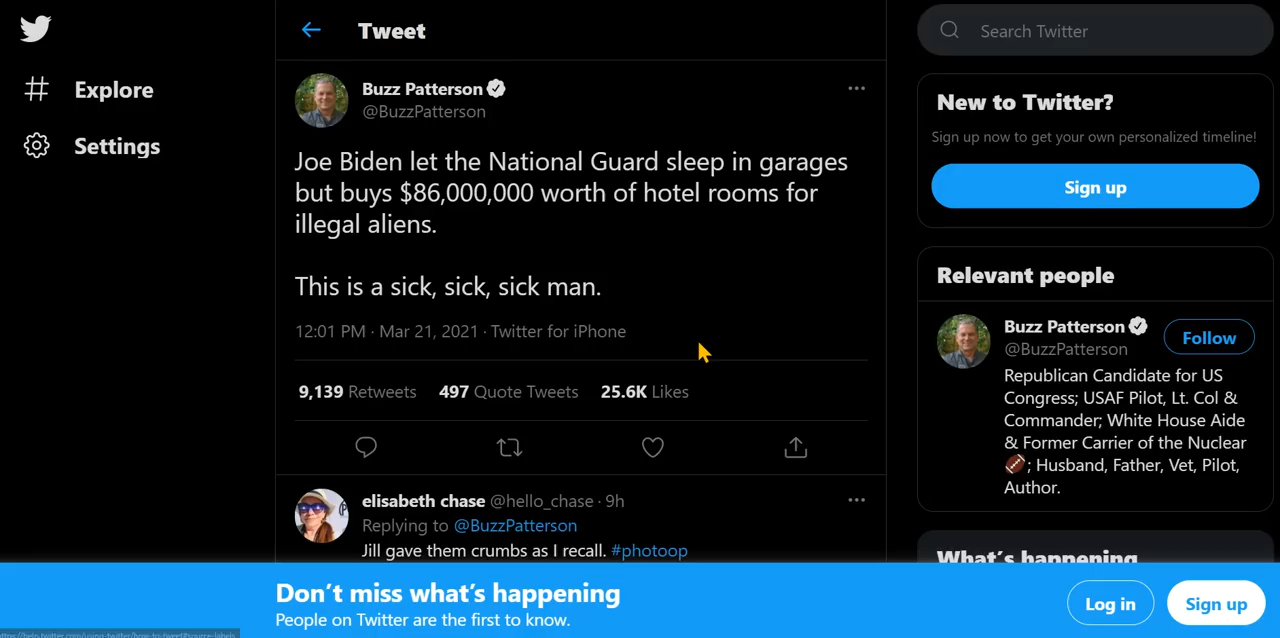 Tweet
Search Twitter
Explore
Settings
Buzz Patterson
@BuzzPatterson
Joe Biden let the National Guard sleep in garages
but buys $86,000,000 worth of hotel rooms for
illegal aliens.
This is a sick, sick, sick man.
12:01 PM · Mar 21, 2021 · Twitter for iPhone
9,139 Retweets 497 Quote Tweets 25.6K Likes
elisabeth chase @hello_chase · 9h
Replying to @BuzzPatterson
Jill gave them crumbs as I recall. #photoop
New to Twitter?
Sign up now to get your own personalized timeline!
Sign up
Relevant people
Buzz Patterson
@BuzzPatterson
Follow
Republican Candidate for US
Congress; USAF Pilot, Lt. Col &
Commander; White House Aide
& Former Carrier of the Nuclear
🏈; Husband, Father, Vet, Pilot,
Author.
What's happening
Don't miss what's happening
People on Twitter are the first to know.
Log in
Sign up